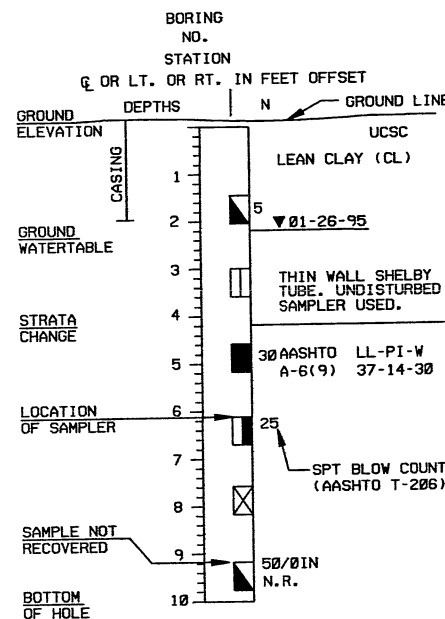 BORING
NO.
STATION
℄ OR LT. OR RT. IN FEET OFFSET
DEPTHS N GROUND LINE
GROUND
ELEVATION
UCSC
LEAN CLAY (CL)
CASING
1
5
2
▼ 01-26-95
GROUND
WATERTABLE
3
THIN WALL SHELBY
TUBE. UNDISTURBED
SAMPLER USED.
4
STRATA
CHANGE
30 AASHTO LL-PI-W
A-6(9) 37-14-30
5
6
LOCATION
OF SAMPLER
25
7
SPT BLOW COUNT
(AASHTO T-206)
8
SAMPLE NOT
RECOVERED
9
50/0IN
N.R.
BOTTOM
OF HOLE
10